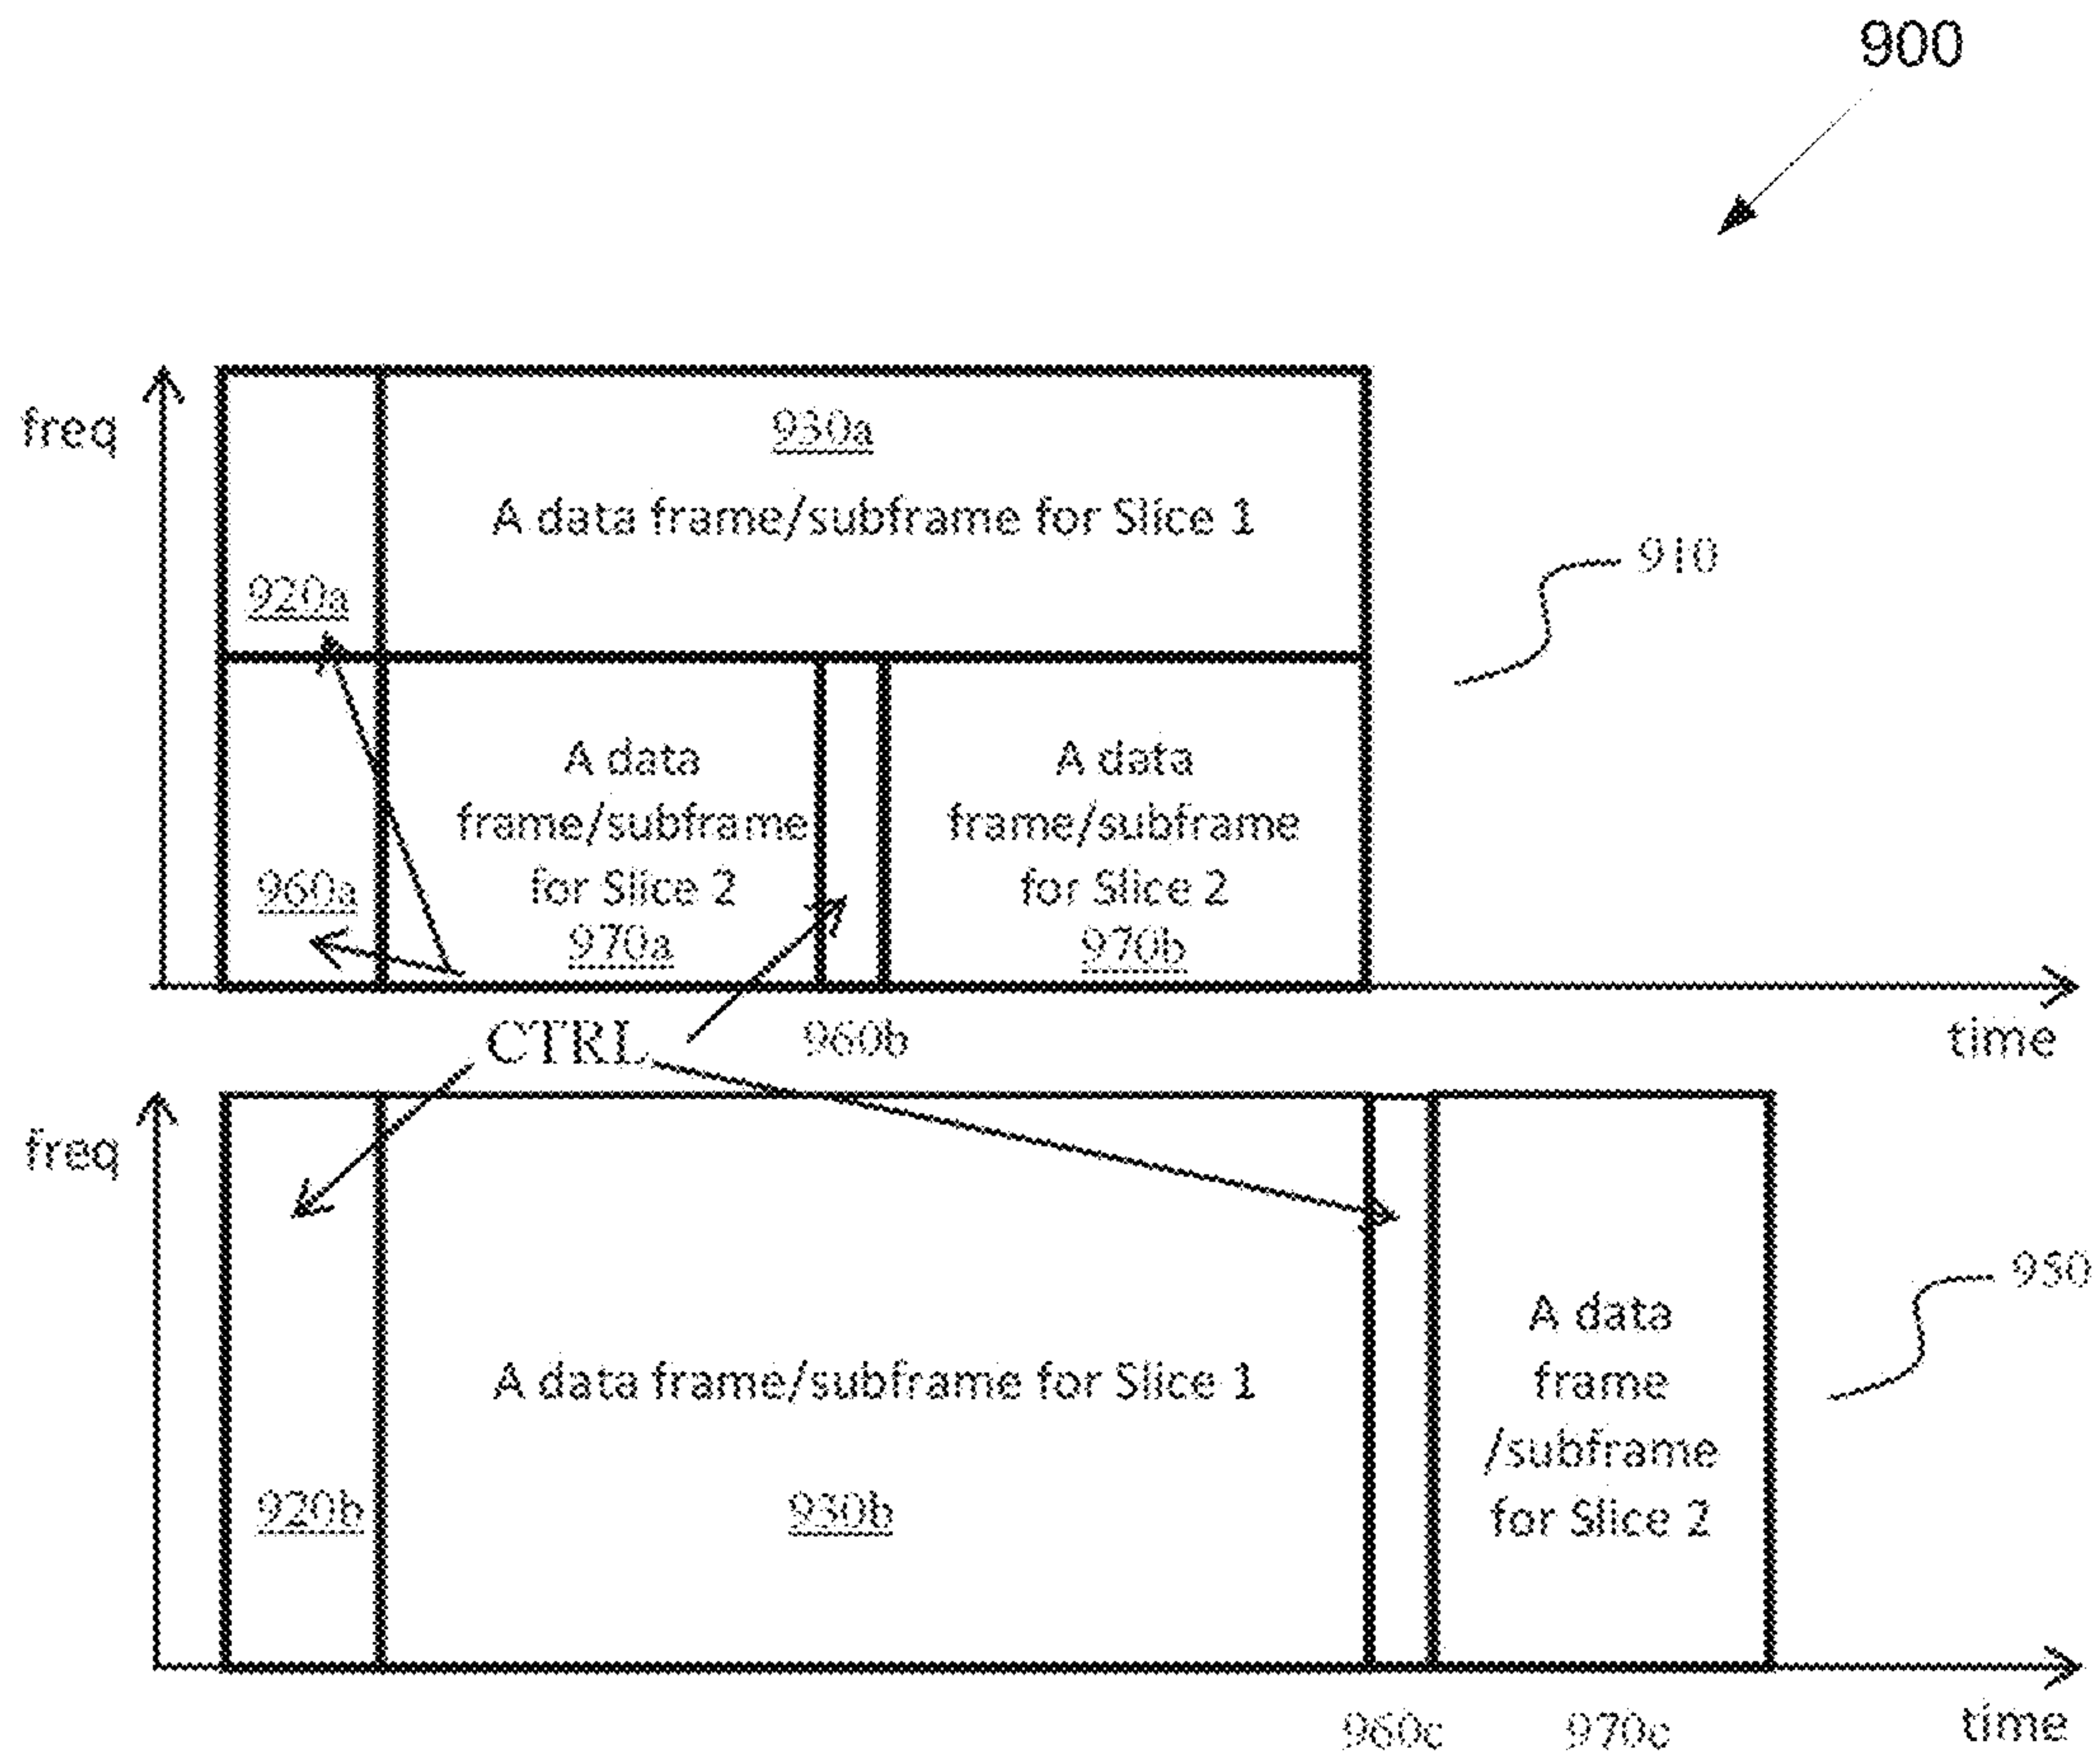 900
freq
930a
A data frame/subframe for Slice 1
910
920a
A data
frame/subframe
for Slice 2
970a
A data
frame/subframe
for Slice 2
970b
960a
CTRL
960b
time
freq
950
A data frame/subframe for Slice 1
A data
frame
/subframe
for Slice 2
920b
930b
960c
970c
time